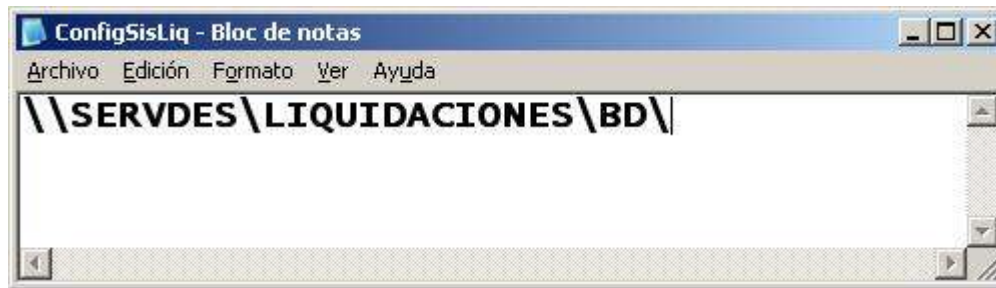 ConfigSisLiq - Bloc de notas
Archivo Edición Formato Ver Ayuda
\\SERVDES\LIQUIDACIONES\BD\